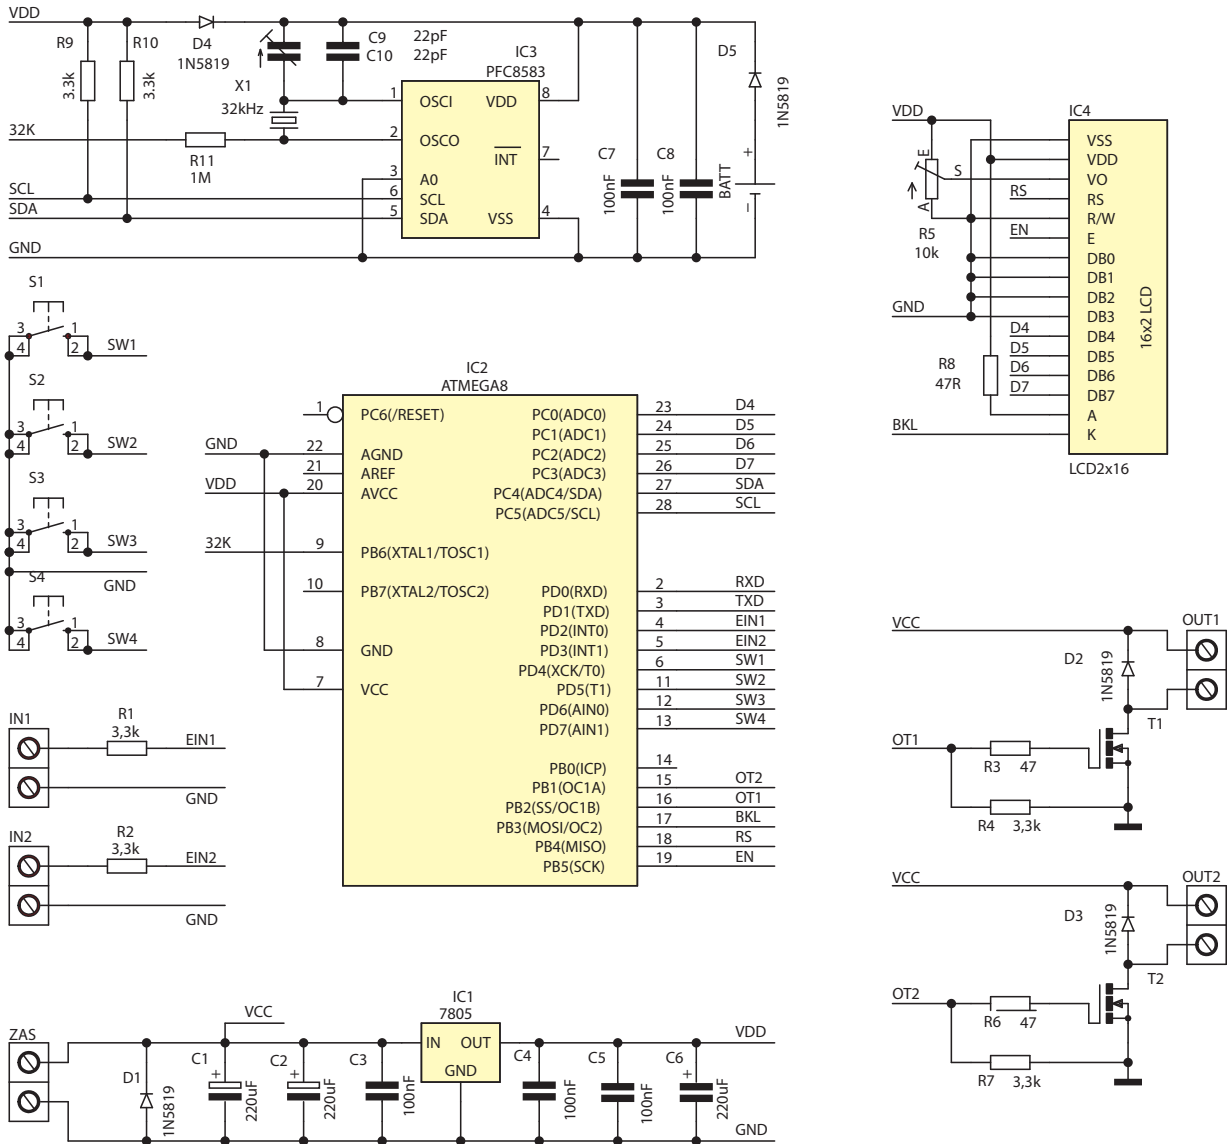 VDD
R9
3.3k
R10
3.3k
D4
1N5819
X1
32kHz
C9 22pF
C10 22pF
IC3
PFC8583
1 OSCI
2 OSCO
3 A0
6 SCL
5 SDA
VDD 8
INT 7
VSS 4
C7
100nF
C8
100nF
D5
1N5819
+
BATT
–
32K
R11
1M
SCL
SDA
GND
S1
3 1
4 2 SW1
S2
3 1
4 2 SW2
S3
3 1
4 2 SW3
GND
S4
3 1
4 2 SW4
IN1
R1
3,3k
EIN1
GND
IN2
R2
3,3k
EIN2
GND
IC2
ATMEGA8
1 PC6(/RESET)
GND 22 AGND
21 AREF
VDD 20 AVCC
32K 9 PB6(XTAL1/TOSC1)
10 PB7(XTAL2/TOSC2)
8 GND
7 VCC
PC0(ADC0) 23 D4
PC1(ADC1) 24 D5
PC2(ADC2) 25 D6
PC3(ADC3) 26 D7
PC4(ADC4/SDA) 27 SDA
PC5(ADC5/SCL) 28 SCL
PD0(RXD) 2 RXD
PD1(TXD) 3 TXD
PD2(INT0) 4 EIN1
PD3(INT1) 5 EIN2
PD4(XCK/T0) 6 SW1
PD5(T1) 11 SW2
PD6(AIN0) 12 SW3
PD7(AIN1) 13 SW4
PB0(ICP) 14
PB1(OC1A) 15 OT2
PB2(SS/OC1B) 16 OT1
PB3(MOSI/OC2) 17 BKL
PB4(MISO) 18 RS
PB5(SCK) 19 EN
VDD
E
S
A
R5
10k
GND
R8
47R
BKL
IC4
VSS
VDD
VO
RS RS
R/W
EN E
DB0
DB1
DB2
DB3
D4 DB4
D5 DB5
D6 DB6
D7 DB7
A
K
16x2 LCD
LCD2x16
VCC
OUT1
D2
1N5819
T1
OT1
R3 47
R4 3,3k
VCC
OUT2
D3
1N5819
T2
OT2
R6 47
R7 3,3k
ZAS
D1
1N5819
VCC
C1
+
220uF
C2
+
220uF
C3
100nF
IC1
7805
IN OUT
GND
C4
100nF
C5
100nF
C6
+
220uF
VDD
GND